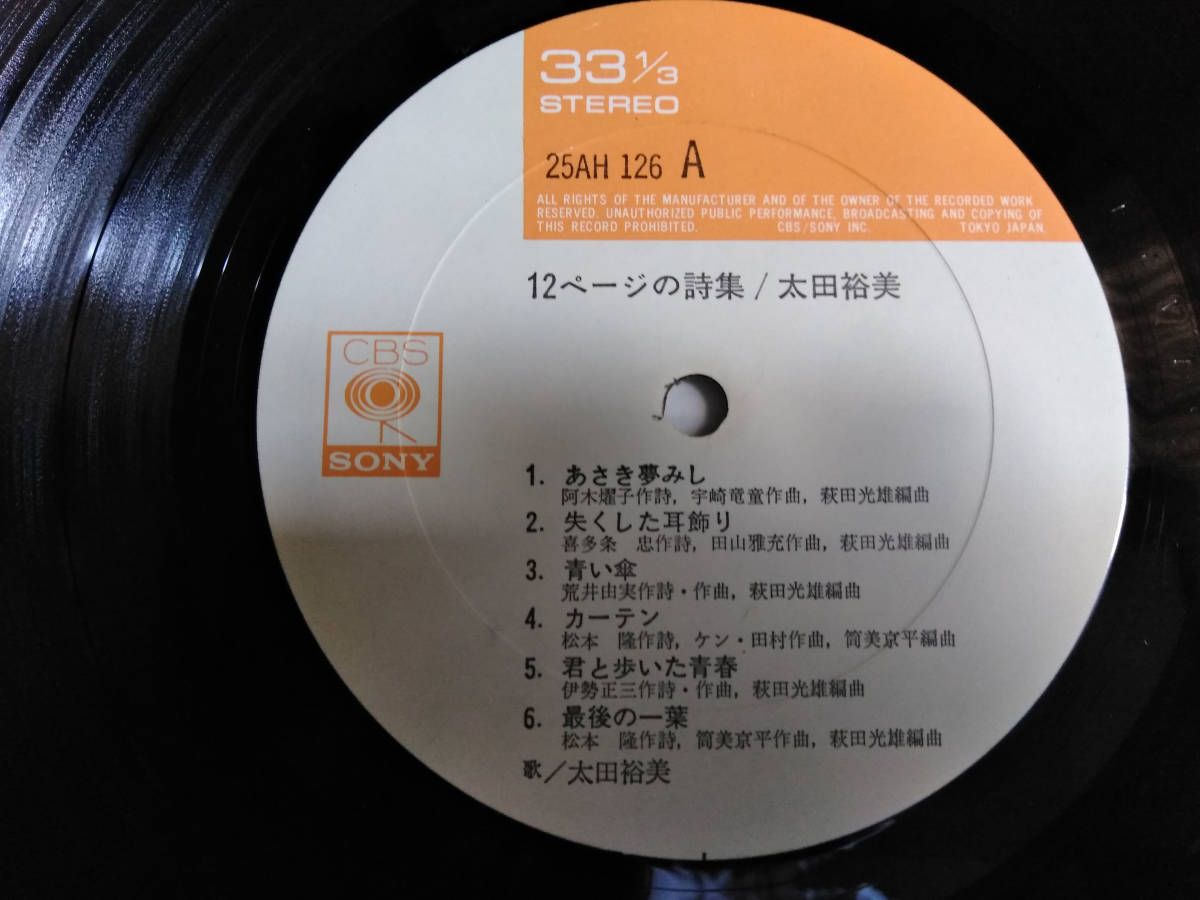 33 1/3
STEREO
25AH 126 A
ALL RIGHTS OF THE MANUFACTURER AND OF THE OWNER OF THE RECORDED WORK
RESERVED. UNAUTHORIZED PUBLIC PERFORMANCE, BROADCASTING AND COPYING OF
THIS RECORD PROHIBITED. CBS/SONY INC. TOKYO JAPAN.
12ページの詩集/太田裕美
CBS
SONY
1. あさき夢みし
阿木燿子作詩, 宇崎竜童作曲, 萩田光雄編曲
2. 失くした耳飾り
喜多条 忠作詩, 田山雅充作曲, 萩田光雄編曲
3. 青い傘
荒井由実作詩・作曲, 萩田光雄編曲
4. カーテン
松本 隆作詩, ケン・田村作曲, 筒美京平編曲
5. 君と歩いた青春
伊勢正三作詩・作曲, 萩田光雄編曲
6. 最後の一葉
松本 隆作詩, 筒美京平作曲, 萩田光雄編曲
歌/太田裕美